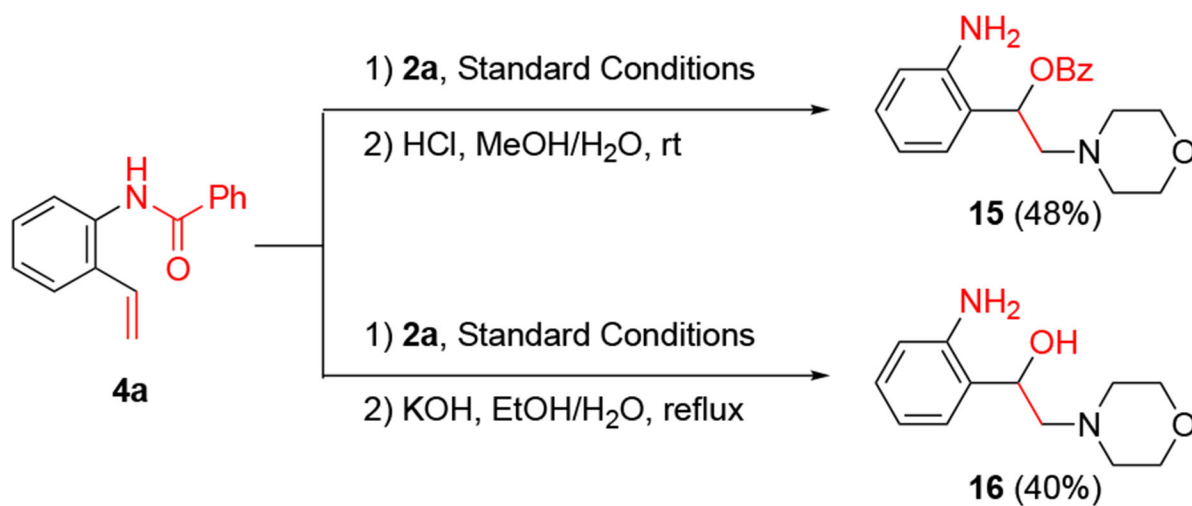 1) 2a, Standard Conditions
2) HCl, MeOH/H₂O, rt
NH₂
OBz
N
O
15 (48%)
H
N
Ph
O
4a
1) 2a, Standard Conditions
2) KOH, EtOH/H₂O, reflux
NH₂
OH
N
O
16 (40%)